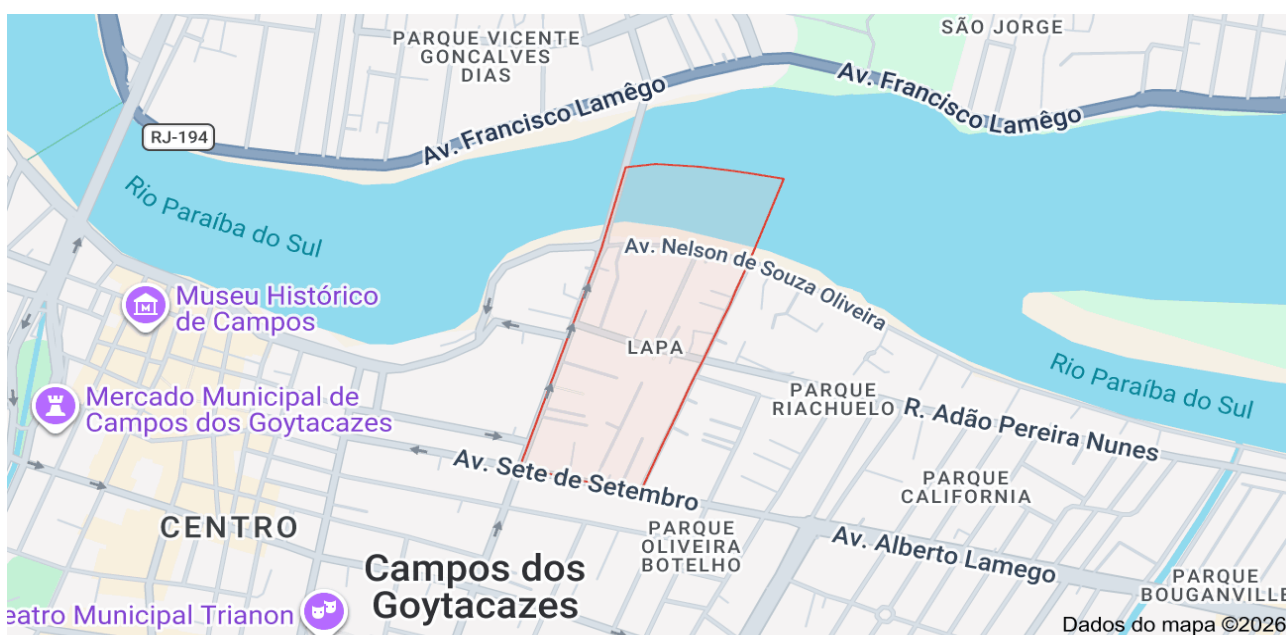 SÃO JORGE
PARQUE VICENTE
GONCALVES
DIAS
Av. Francisco Lamêgo
Av. Francisco Lamêgo
RJ-194
Rio Paraíba do Sul
Av. Nelson de Souza Oliveira
Museu Histórico
de Campos
LAPA
Rio Paraíba do Sul
Mercado Municipal de
Campos dos Goytacazes
PARQUE
RIACHUELO
R. Adão Pereira Nunes
Av. Sete de Setembro
PARQUE
CALIFORNIA
CENTRO
PARQUE
OLIVEIRA
BOTELHO
Av. Alberto Lamego
Campos dos
Goytacazes
PARQUE
BOUGANVILLE
eatro Municipal Trianon
Dados do mapa ©2026